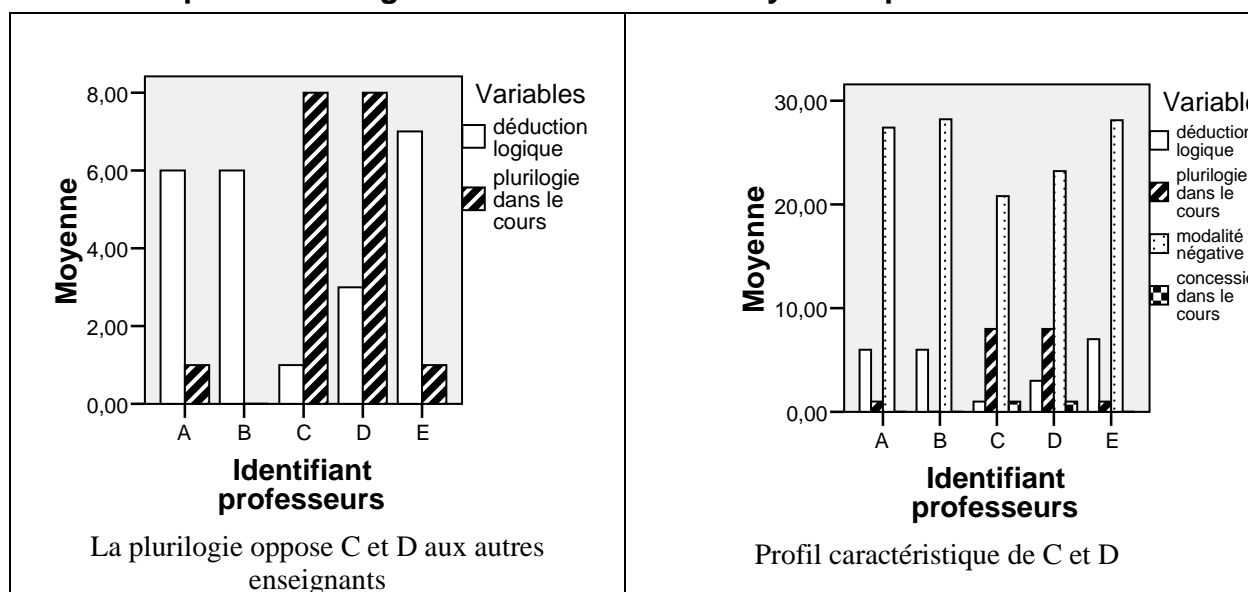 8,00
6,00
4,00
2,00
0,00
Moyenne
A B C D E
Identifiant
professeurs
Variables
déduction
logique
plurilogie
dans le
cours
La plurilogie oppose C et D aux autres
enseignants
30,00
20,00
10,00
0,00
Moyenne
A B C D E
Identifiant
professeurs
Variable
déduction
logique
plurilogie
dans le
cours
modalité
négative
concessi
dans le
cours
Profil caractéristique de C et D